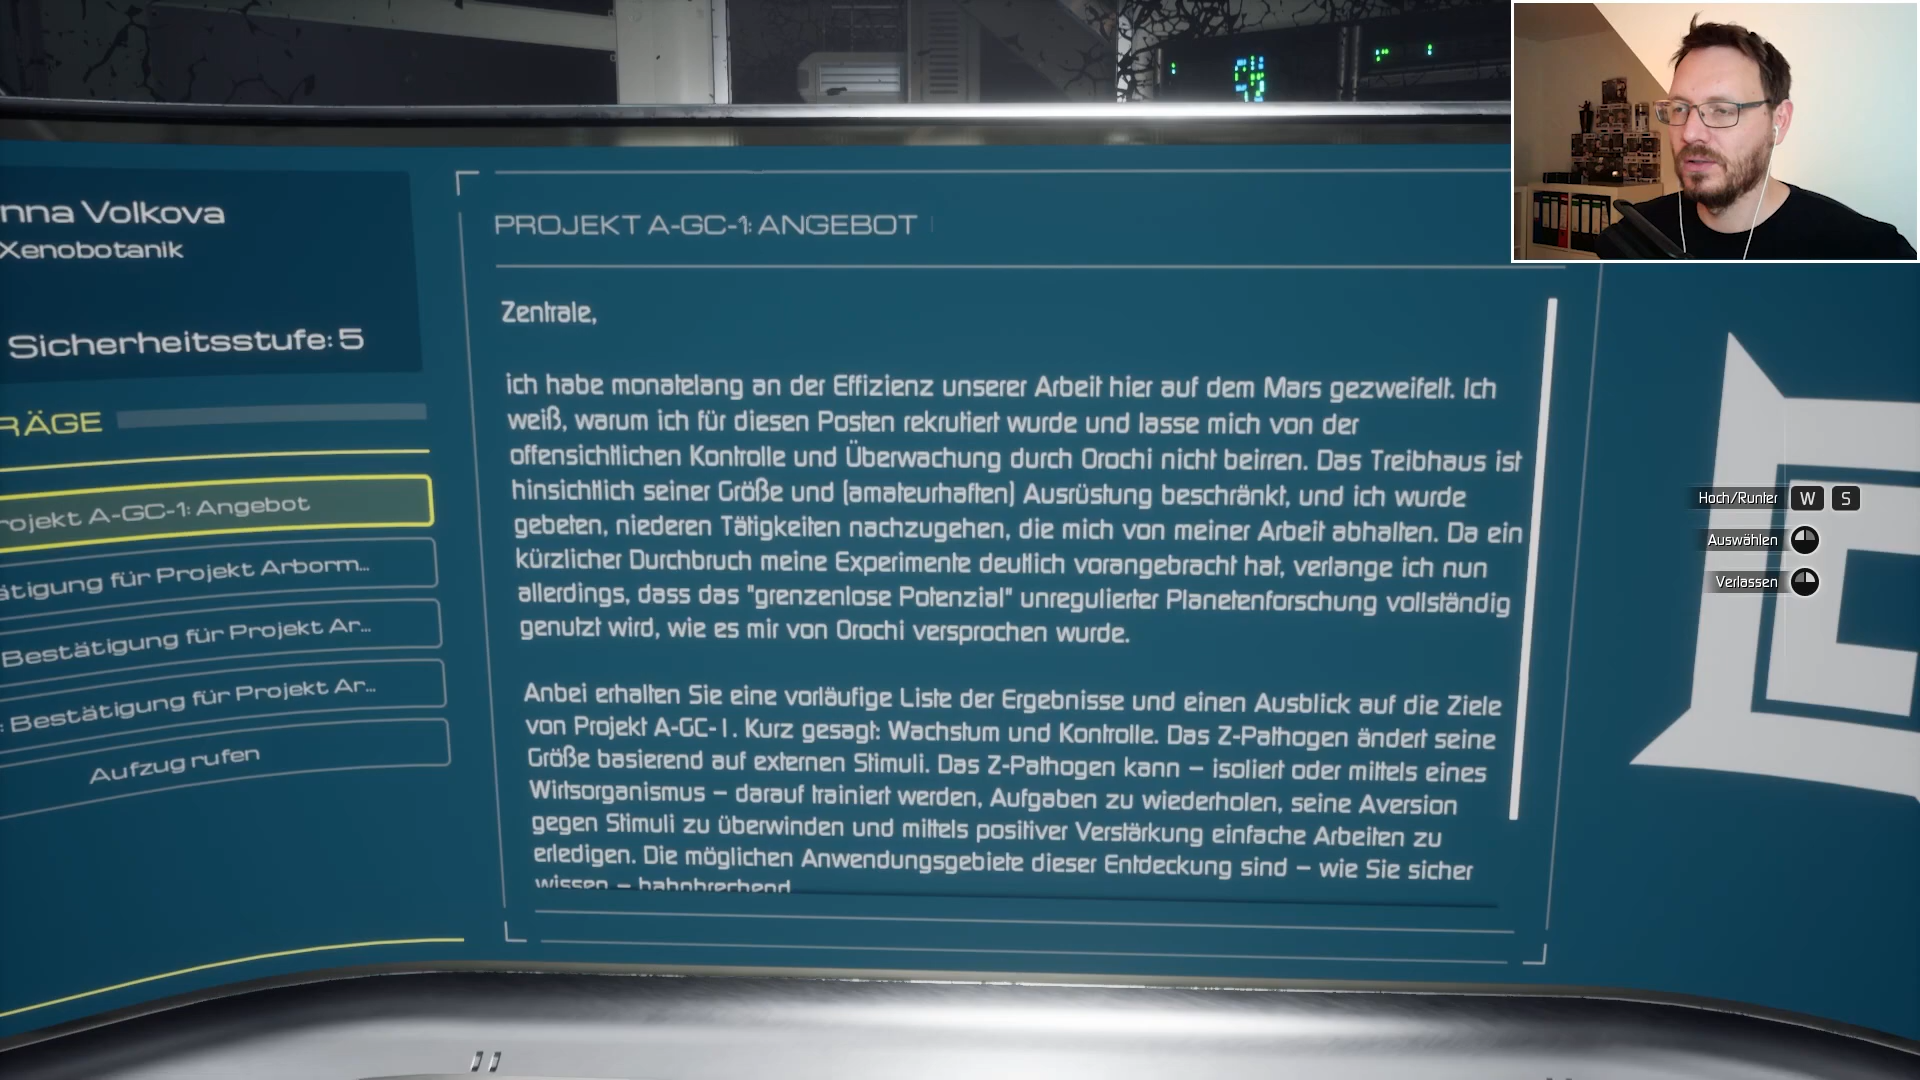 nna Volkova
Xenobotanik
Sicherheitsstufe: 5
RÄGE
rojekt A-GC-1: Angebot
ätigung für Projekt Arborm...
Bestätigung für Projekt Ar...
: Bestätigung für Projekt Ar...
Aufzug rufen
PROJEKT A-GC-1: ANGEBOT
Zentrale,
ich habe monatelang an der Effizienz unserer Arbeit hier auf dem Mars gezweifelt. Ich
weiß, warum ich für diesen Posten rekrutiert wurde und lasse mich von der
offensichtlichen Kontrolle und Überwachung durch Orochi nicht beirren. Das Treibhaus ist
hinsichtlich seiner Größe und (amateurhaften) Ausrüstung beschränkt, und ich wurde
gebeten, niederen Tätigkeiten nachzugehen, die mich von meiner Arbeit abhalten. Da ein
kürzlicher Durchbruch meine Experimente deutlich vorangebracht hat, verlange ich nun
allerdings, dass das "grenzenlose Potenzial" unregulierter Planetenforschung vollständig
genutzt wird, wie es mir von Orochi versprochen wurde.
Anbei erhalten Sie eine vorläufige Liste der Ergebnisse und einen Ausblick auf die Ziele
von Projekt A-GC-1. Kurz gesagt: Wachstum und Kontrolle. Das Z-Pathogen ändert seine
Größe basierend auf externen Stimuli. Das Z-Pathogen kann – isoliert oder mittels eines
Wirtsorganismus – darauf trainiert werden, Aufgaben zu wiederholen, seine Aversion
gegen Stimuli zu überwinden und mittels positiver Verstärkung einfache Arbeiten zu
erledigen. Die möglichen Anwendungsgebiete dieser Entdeckung sind – wie Sie sicher
wissen – bahnbrechend
Hoch/Runter W S
Auswählen
Verlassen